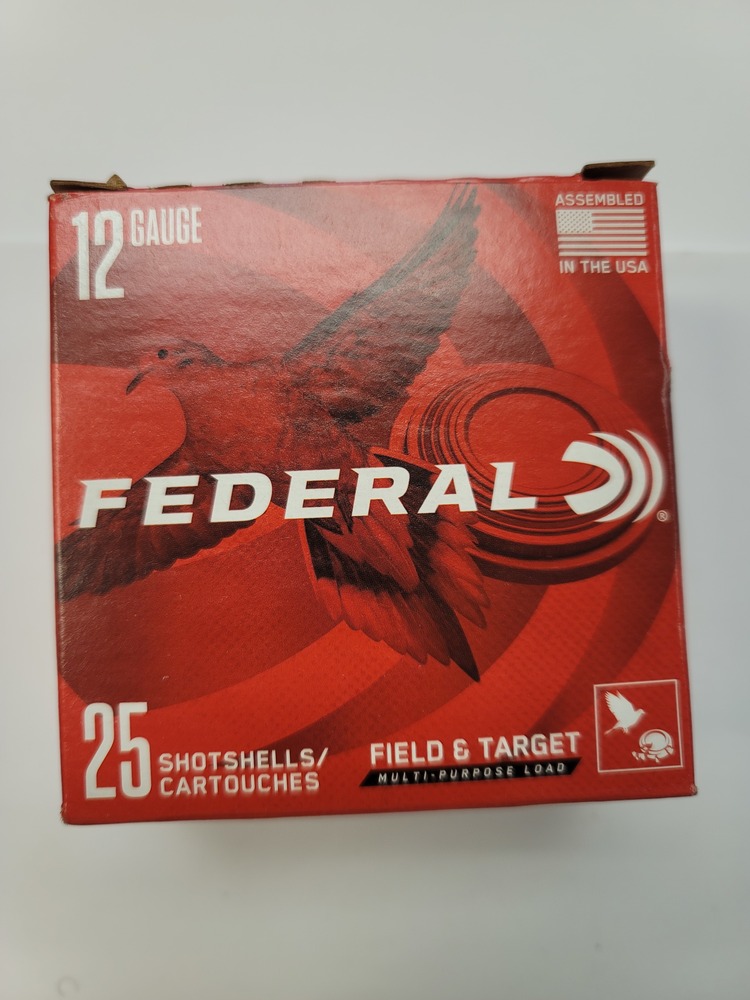 12 GAUGE
ASSEMBLED
IN THE USA
FEDERAL
®
25 SHOTSHELLS/
CARTOUCHES
FIELD & TARGET
MULTI-PURPOSE LOAD